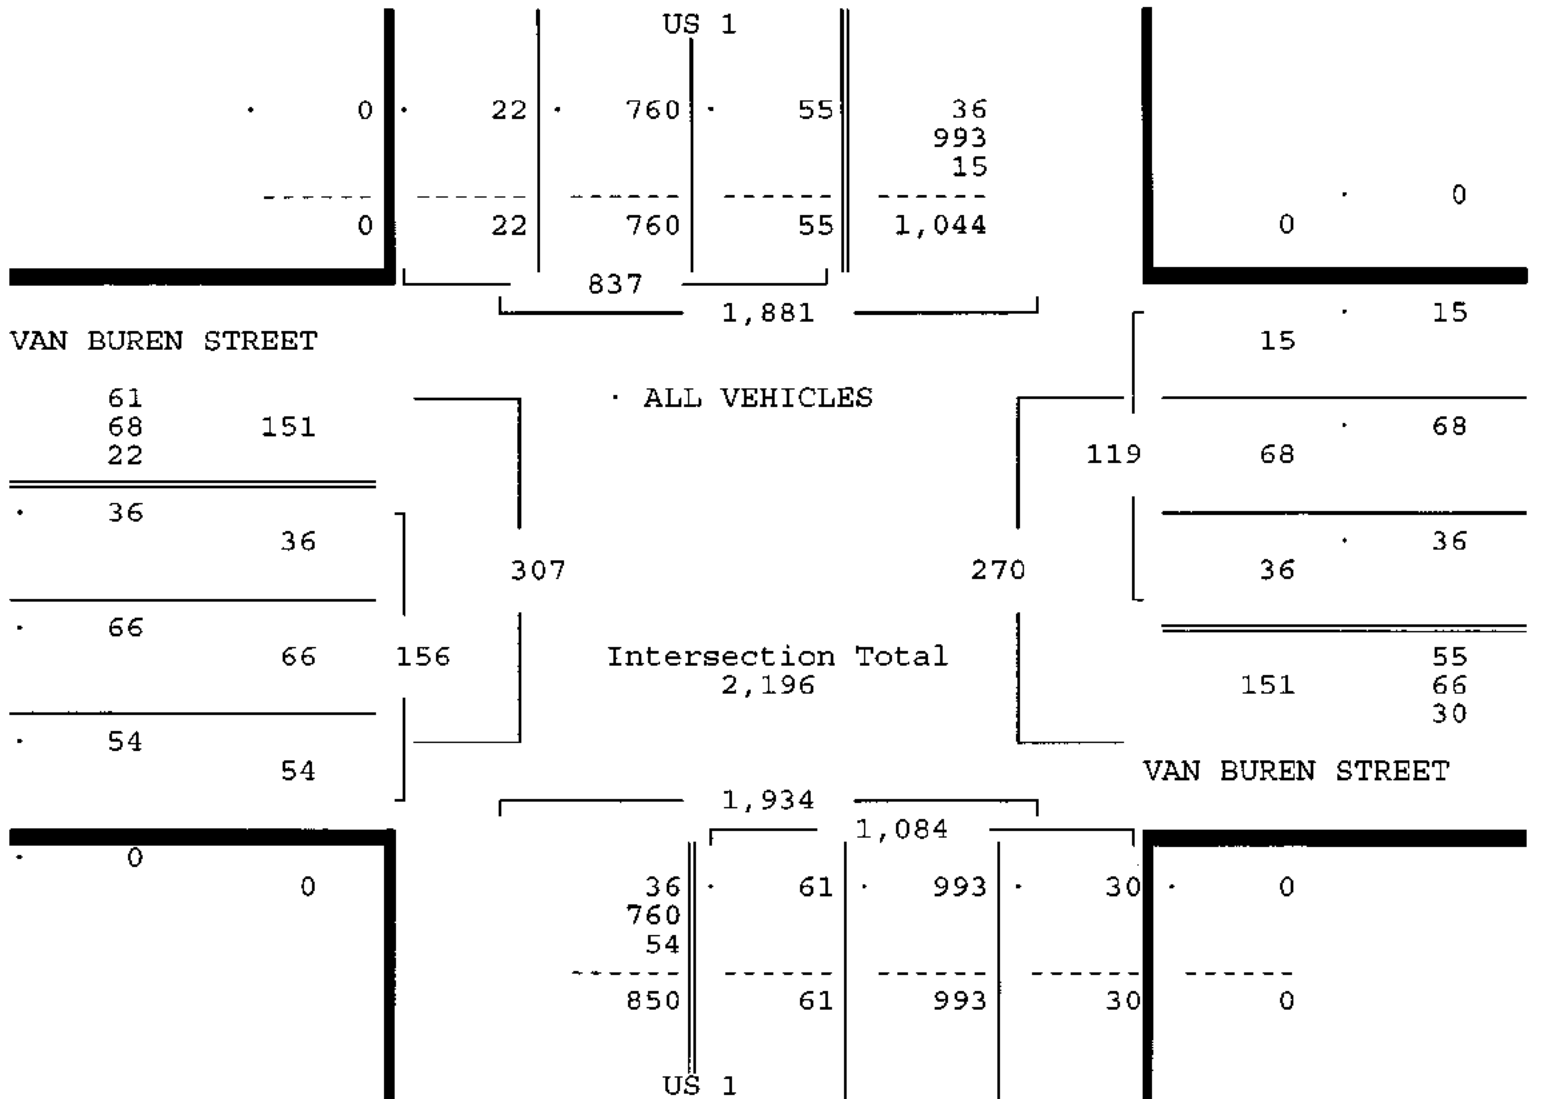 US 1
· 0 · 22 · 760 · 55 36
993
15
------ ------ ------ ------ ------
· 0
0 22 760 55 1,044 0
837
1,881 · 15
VAN BUREN STREET 15
61 · ALL VEHICLES
68 151 · 68
22 119 68
· 36
36 · 36
307 270 36
· 66
66 156 Intersection Total 55
2,196 151 66
30
· 54
54 VAN BUREN STREET
1,934
1,084
· 0
0 36 · 61 · 993 · 30 · 0
760
54
------ ------ ------ ------ ------
850 61 993 30 0
US 1